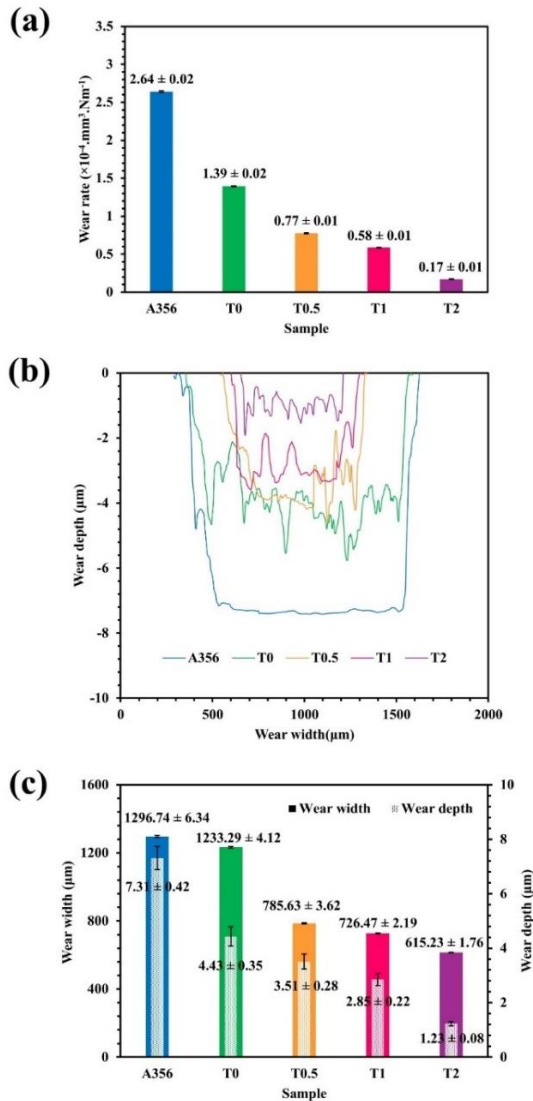 (a)
Wear rate (×10⁻⁴.mm³.Nm⁻¹)
3.5
3
2.5
2
1.5
1
0.5
0
2.64 ± 0.02
1.39 ± 0.02
0.77 ± 0.01
0.58 ± 0.01
0.17 ± 0.01
A356 T0 T0.5 T1 T2
Sample
(b)
Wear depth (µm)
0
-2
-4
-6
-8
-10
A356 T0 T0.5 T1 T2
0 500 1000 1500 2000
Wear width(µm)
(c)
Wear width (µm)
1600
1200
800
400
0
Wear width Wear depth
1296.74 ± 6.34
1233.29 ± 4.12
785.63 ± 3.62
726.47 ± 2.19
615.23 ± 1.76
7.31 ± 0.42
4.43 ± 0.35
3.51 ± 0.28
2.85 ± 0.22
1.23 ± 0.08
10
8
6
4
2
0
Wear depth (µm)
A356 T0 T0.5 T1 T2
Sample